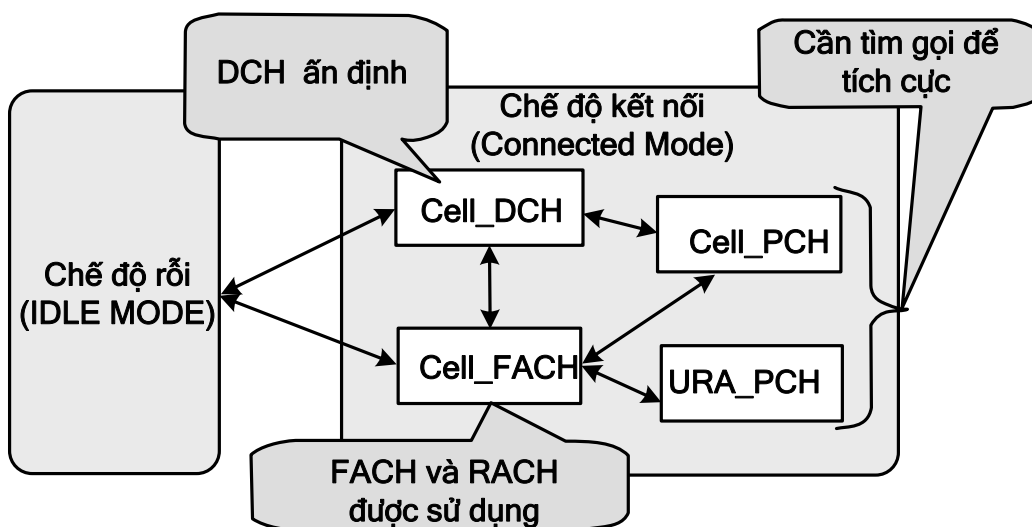 DCH ấn định
Cần tìm gọi để
tích cực
Chế độ kết nối
(Connected Mode)
Cell_DCH
Cell_PCH
Chế độ rỗi
(IDLE MODE)
Cell_FACH
URA_PCH
FACH và RACH
được sử dụng